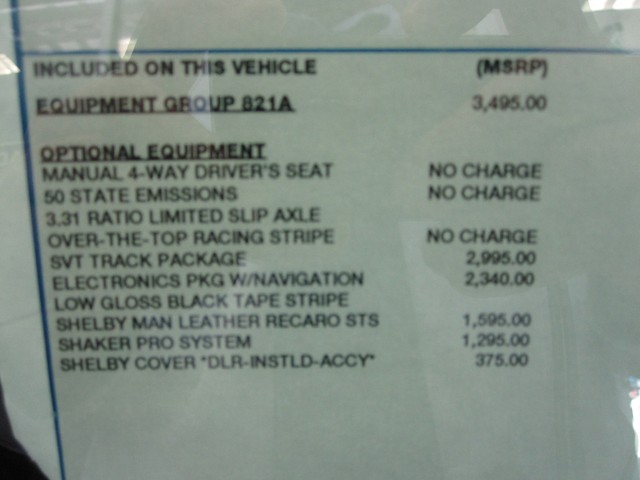 INCLUDED ON THIS VEHICLE (MSRP)
EQUIPMENT GROUP 821A 3,495.00
OPTIONAL EQUIPMENT
MANUAL 4-WAY DRIVER'S SEAT NO CHARGE
50 STATE EMISSIONS NO CHARGE
3.31 RATIO LIMITED SLIP AXLE
OVER-THE-TOP RACING STRIPE NO CHARGE
SVT TRACK PACKAGE 2,995.00
ELECTRONICS PKG W/NAVIGATION 2,340.00
LOW GLOSS BLACK TAPE STRIPE
SHELBY MAN LEATHER RECARO STS 1,595.00
SHAKER PRO SYSTEM 1,295.00
SHELBY COVER *DLR-INSTLD-ACCY* 375.00